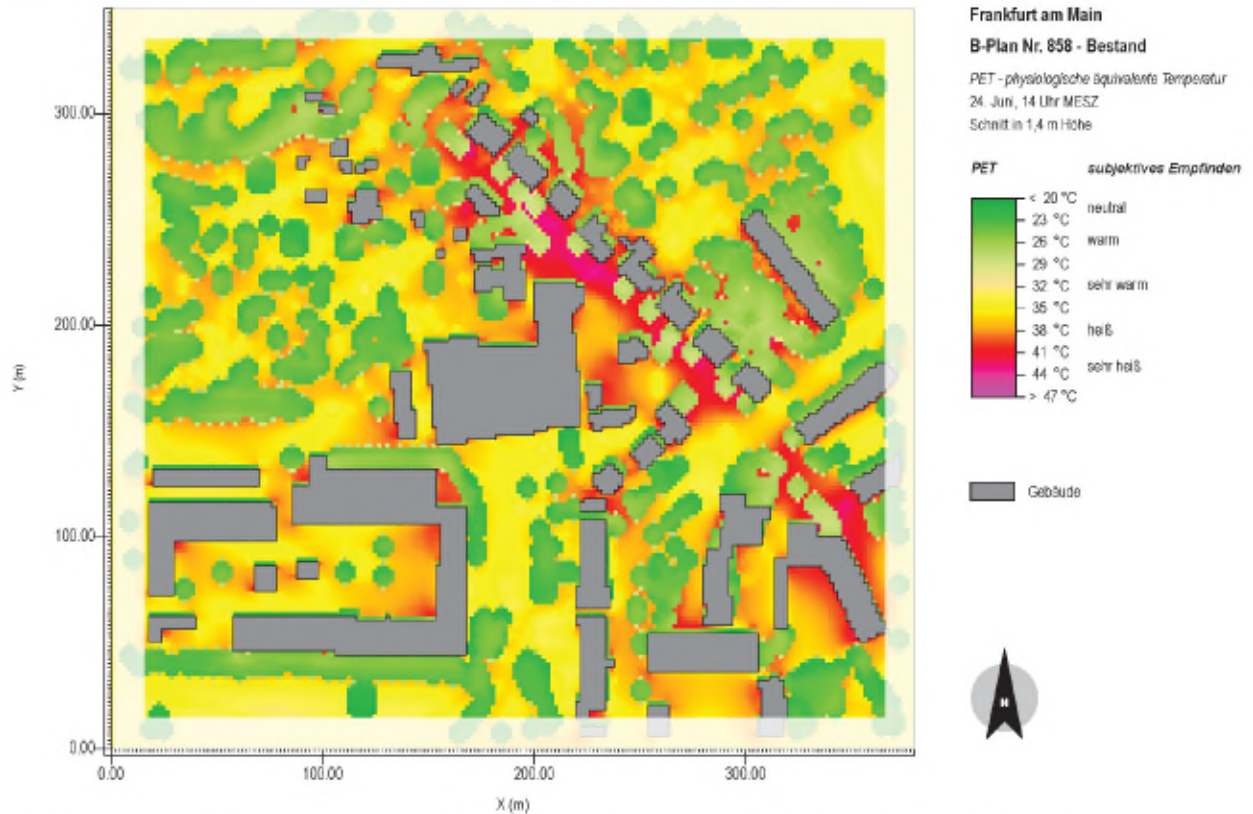 Frankfurt am Main
B-Plan Nr. 858 - Bestand
PET - physiologische äquivalente Temperatur
24. Juni, 14 Uhr MESZ
Schnitt in 1,4 m Höhe
PET subjektives Empfinden
< 20 °C
neutral
23 °C
26 °C warm
29 °C
32 °C sehr warm
35 °C
38 °C heiß
41 °C
44 °C sehr heiß
> 47 °C
Gebäude
N
300.00
200.00
Y (m)
100.00
0.00
0.00 100.00 200.00 300.00
X (m)